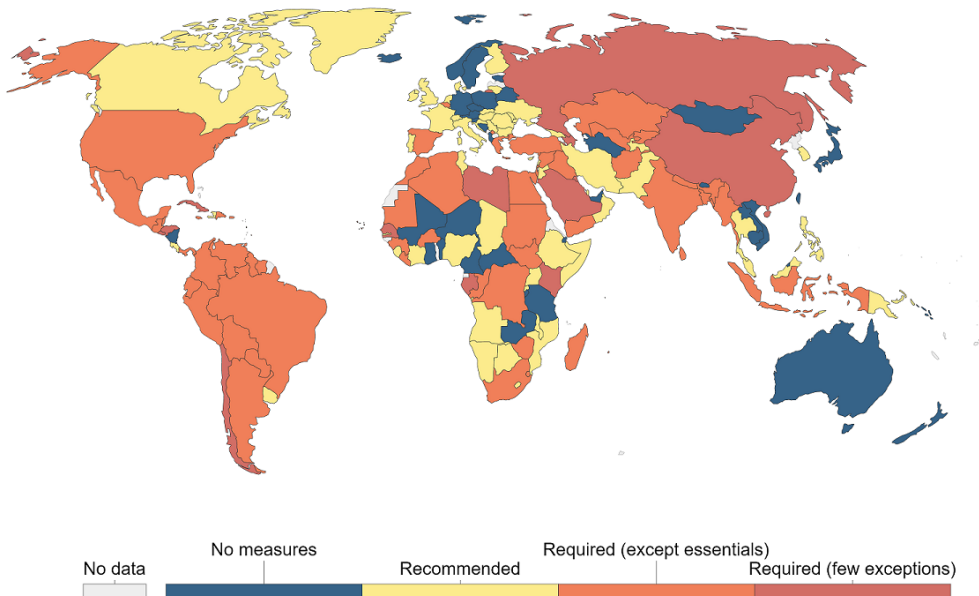 No measures
Required (except essentials)
No data
Recommended
Required (few exceptions)